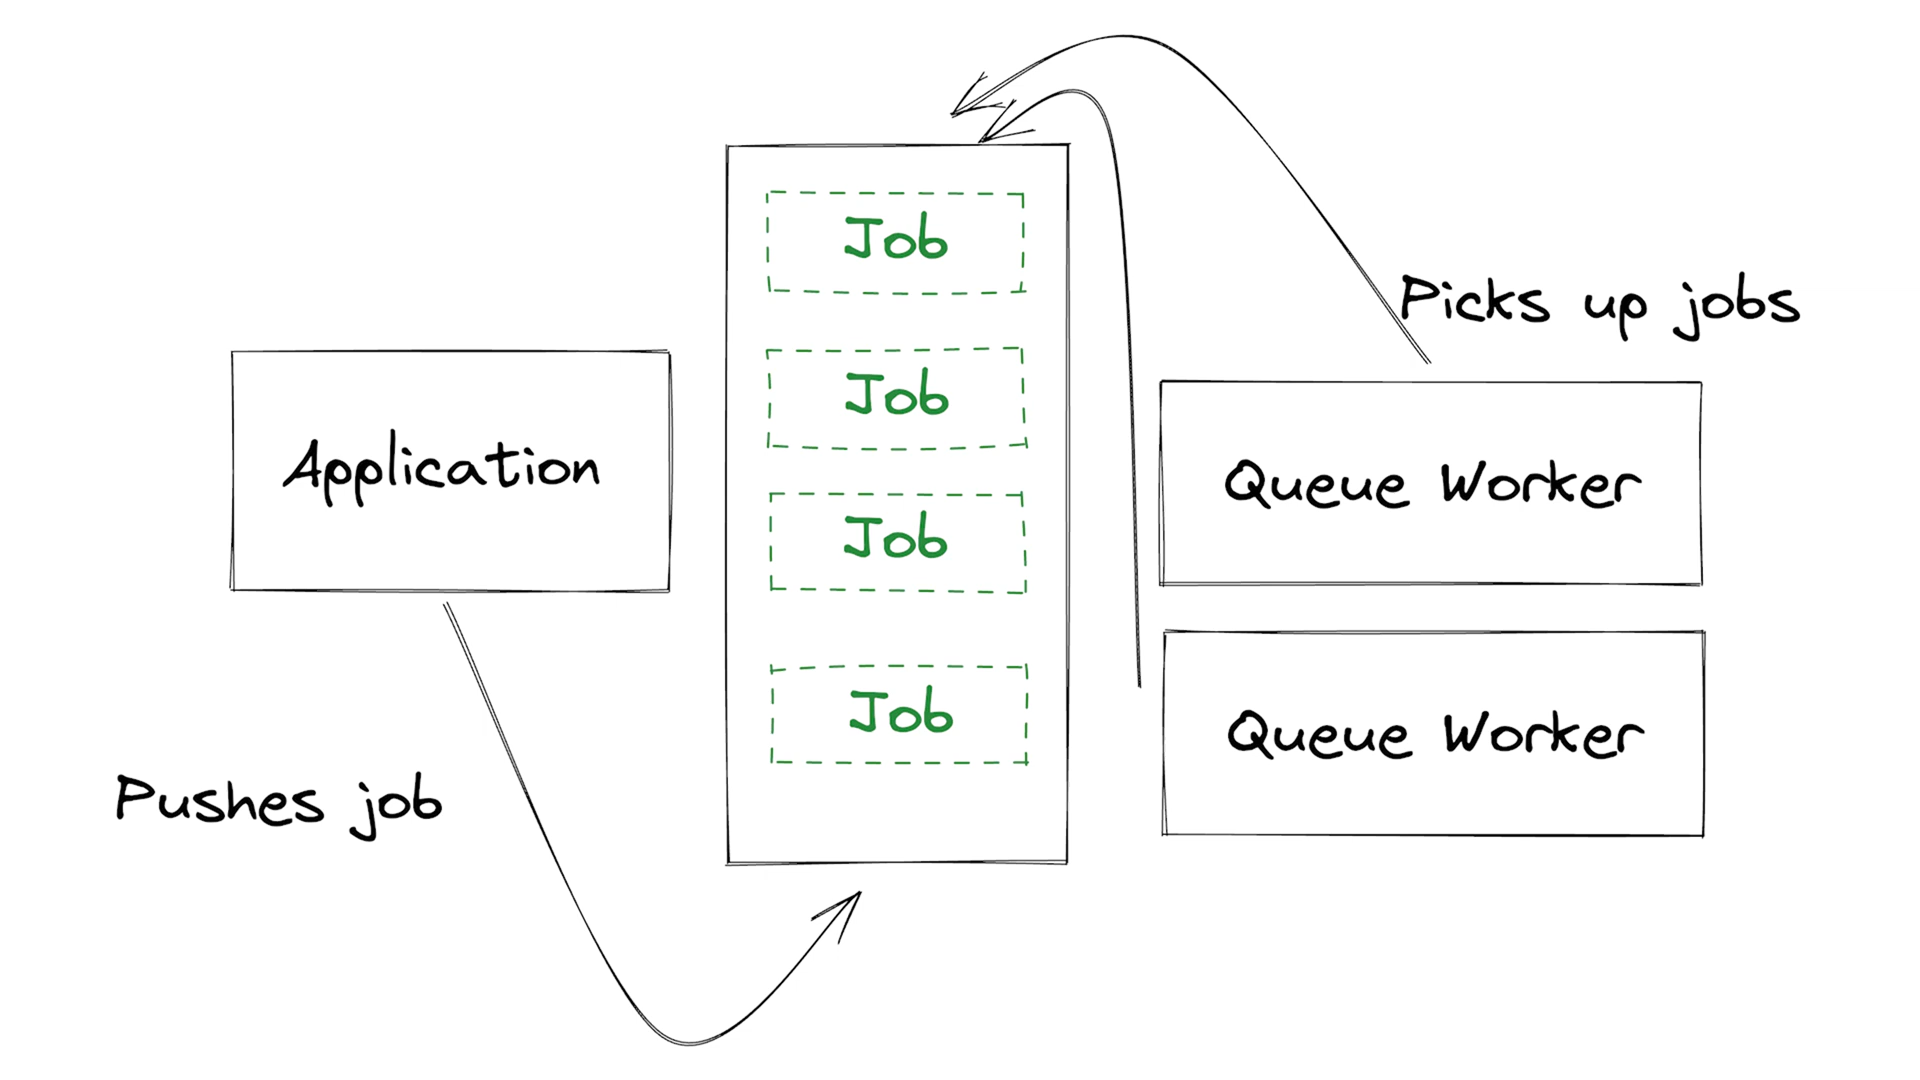 Job
Picks up jobs
Job
Application
Queue Worker
Job
Job
Queue Worker
Pushes job